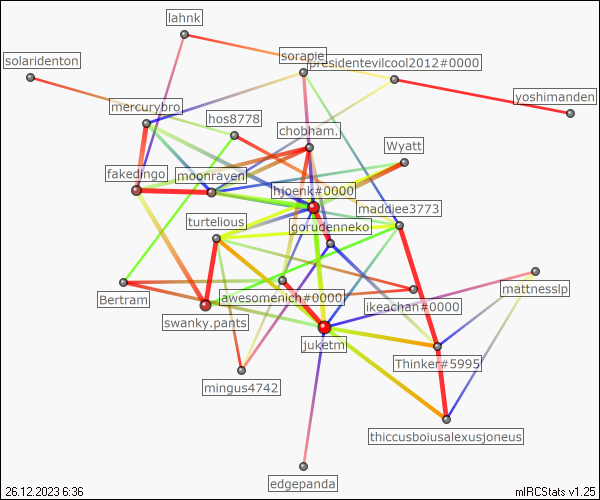 lahnk
solaridenton
sorapie
presidentevilcool2012#0000
yoshimanden
mercurybro
hos8778
chobham.
Wyatt
fakedingo
moonraven
hjoenk#0000
maddiee3773
turtelious
gorudenneko
mattnesslp
Bertram
awesomenich#0000
ikeachan#0000
swanky.pants
juketm
Thinker#5995
mingus4742
thiccusboiusalexusjoneus
edgepanda
26.12.2023 6:36
mIRCStats v1.25